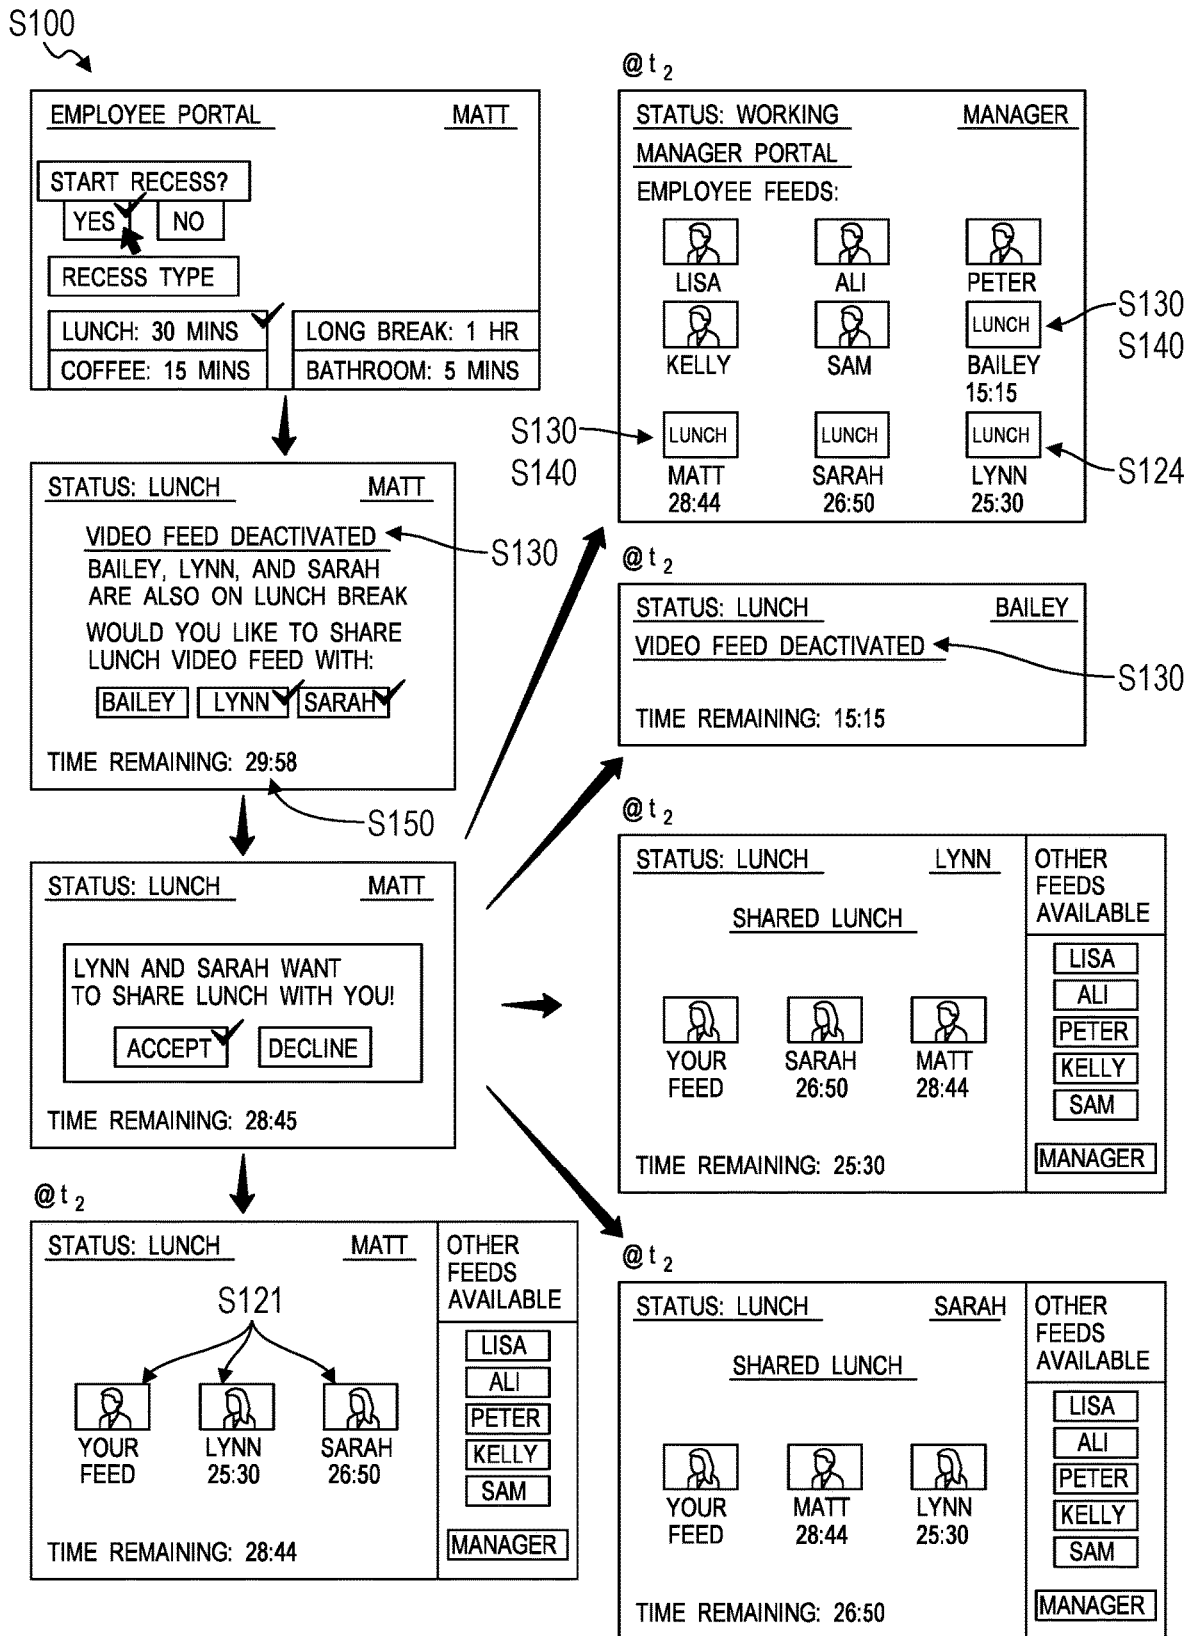 S100
EMPLOYEE PORTAL MATT
START RECESS?
YES NO
RECESS TYPE
LUNCH: 30 MINS LONG BREAK: 1 HR
COFFEE: 15 MINS BATHROOM: 5 MINS
STATUS: LUNCH MATT
VIDEO FEED DEACTIVATED
S130
BAILEY, LYNN, AND SARAH
ARE ALSO ON LUNCH BREAK
WOULD YOU LIKE TO SHARE
LUNCH VIDEO FEED WITH:
BAILEY LYNN SARAH
TIME REMAINING: 29:58
S150
STATUS: LUNCH MATT
LYNN AND SARAH WANT
TO SHARE LUNCH WITH YOU!
ACCEPT DECLINE
TIME REMAINING: 28:45
@t2
STATUS: LUNCH MATT
S121
YOUR FEED
LYNN
25:30
SARAH
26:50
TIME REMAINING: 28:44
OTHER
FEEDS
AVAILABLE
LISA
ALI
PETER
KELLY
SAM
MANAGER
@t2
STATUS: WORKING MANAGER
MANAGER PORTAL
EMPLOYEE FEEDS:
LISA ALI PETER
LUNCH
S130
S140
KELLY SAM BAILEY
15:15
S130
S140
LUNCH LUNCH LUNCH
S124
MATT SARAH LYNN
28:44 26:50 25:30
@t2
STATUS: LUNCH BAILEY
VIDEO FEED DEACTIVATED
S130
TIME REMAINING: 15:15
@t2
STATUS: LUNCH LYNN
SHARED LUNCH
YOUR SARAH MATT
FEED 26:50 28:44
TIME REMAINING: 25:30
OTHER
FEEDS
AVAILABLE
LISA
ALI
PETER
KELLY
SAM
MANAGER
@t2
STATUS: LUNCH SARAH
SHARED LUNCH
YOUR MATT LYNN
FEED 28:44 25:30
TIME REMAINING: 26:50
OTHER
FEEDS
AVAILABLE
LISA
ALI
PETER
KELLY
SAM
MANAGER